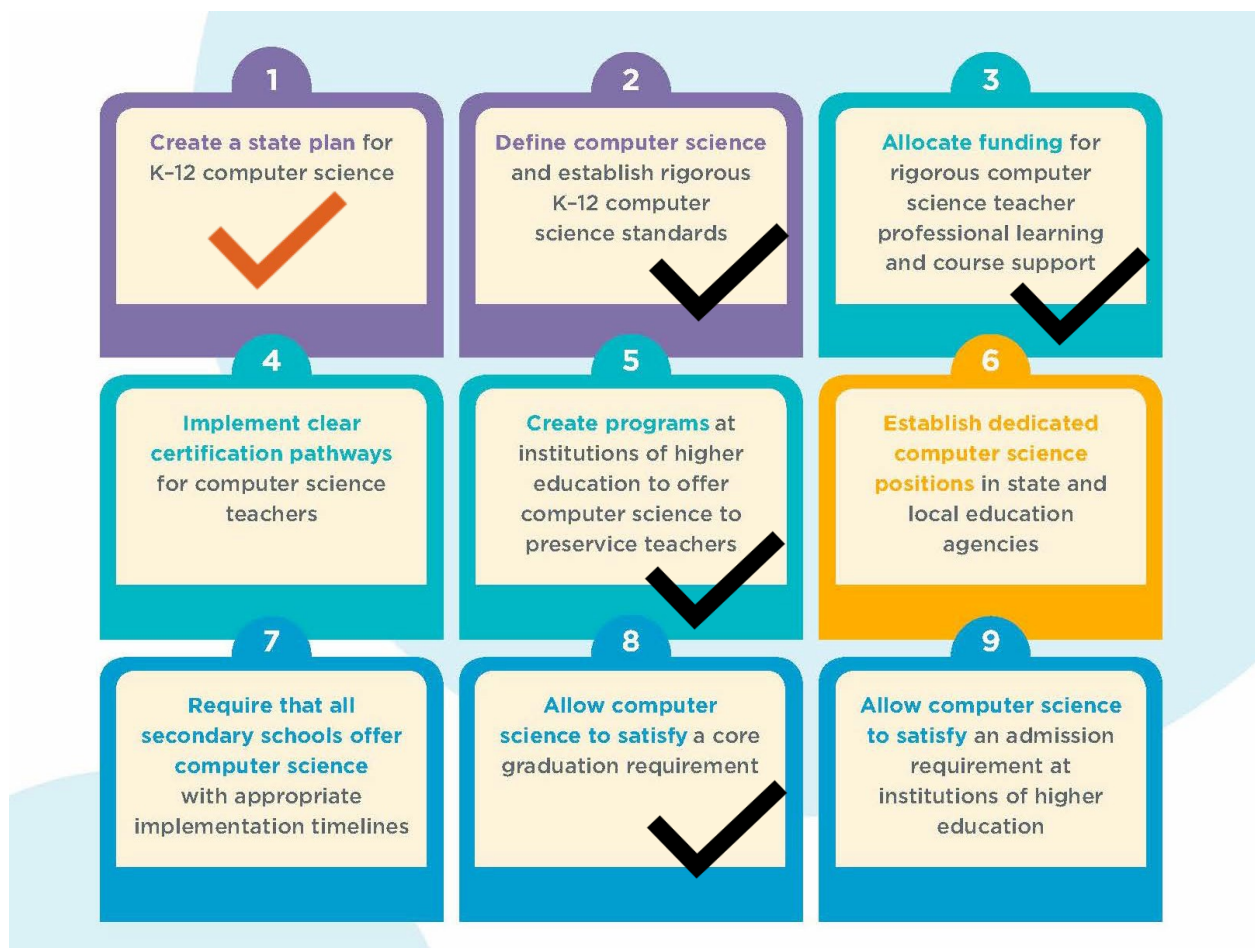 1
Create a state plan for
K–12 computer science
2
Define computer science
and establish rigorous
K–12 computer
science standards
3
Allocate funding for
rigorous computer
science teacher
professional learning
and course support
4
Implement clear
certification pathways
for computer science
teachers
5
Create programs at
institutions of higher
education to offer
computer science to
preservice teachers
6
Establish dedicated
computer science
positions in state and
local education
agencies
7
Require that all
secondary schools offer
computer science
with appropriate
implementation timelines
8
Allow computer
science to satisfy a core
graduation requirement
9
Allow computer science
to satisfy an admission
requirement at
institutions of higher
education